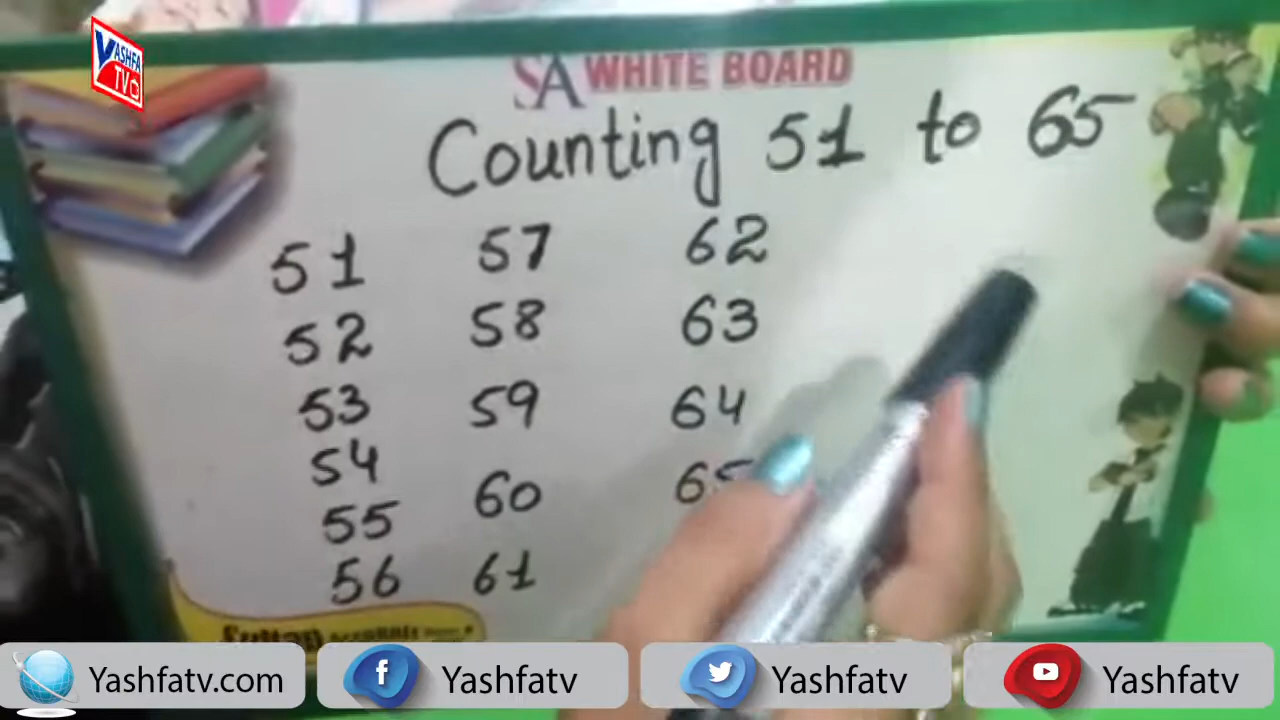 YASHFA
TV
SA WHITE BOARD
Counting 51 to 65
51 57 62
52 58 63
53 59 64
54
55 60 65
56 61
Yashfatv.com Yashfatv Yashfatv Yashfatv